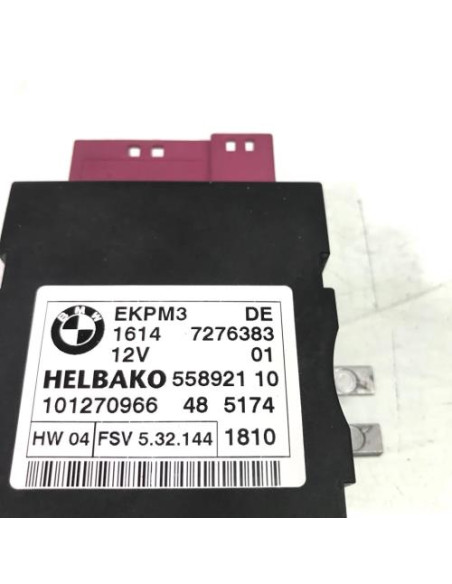 BMW
EKPM3 DE
1614 7276383
12V 01
HELBAKO 558921 10
101270966 48 5174
HW 04 FSV 5.32.144 1810